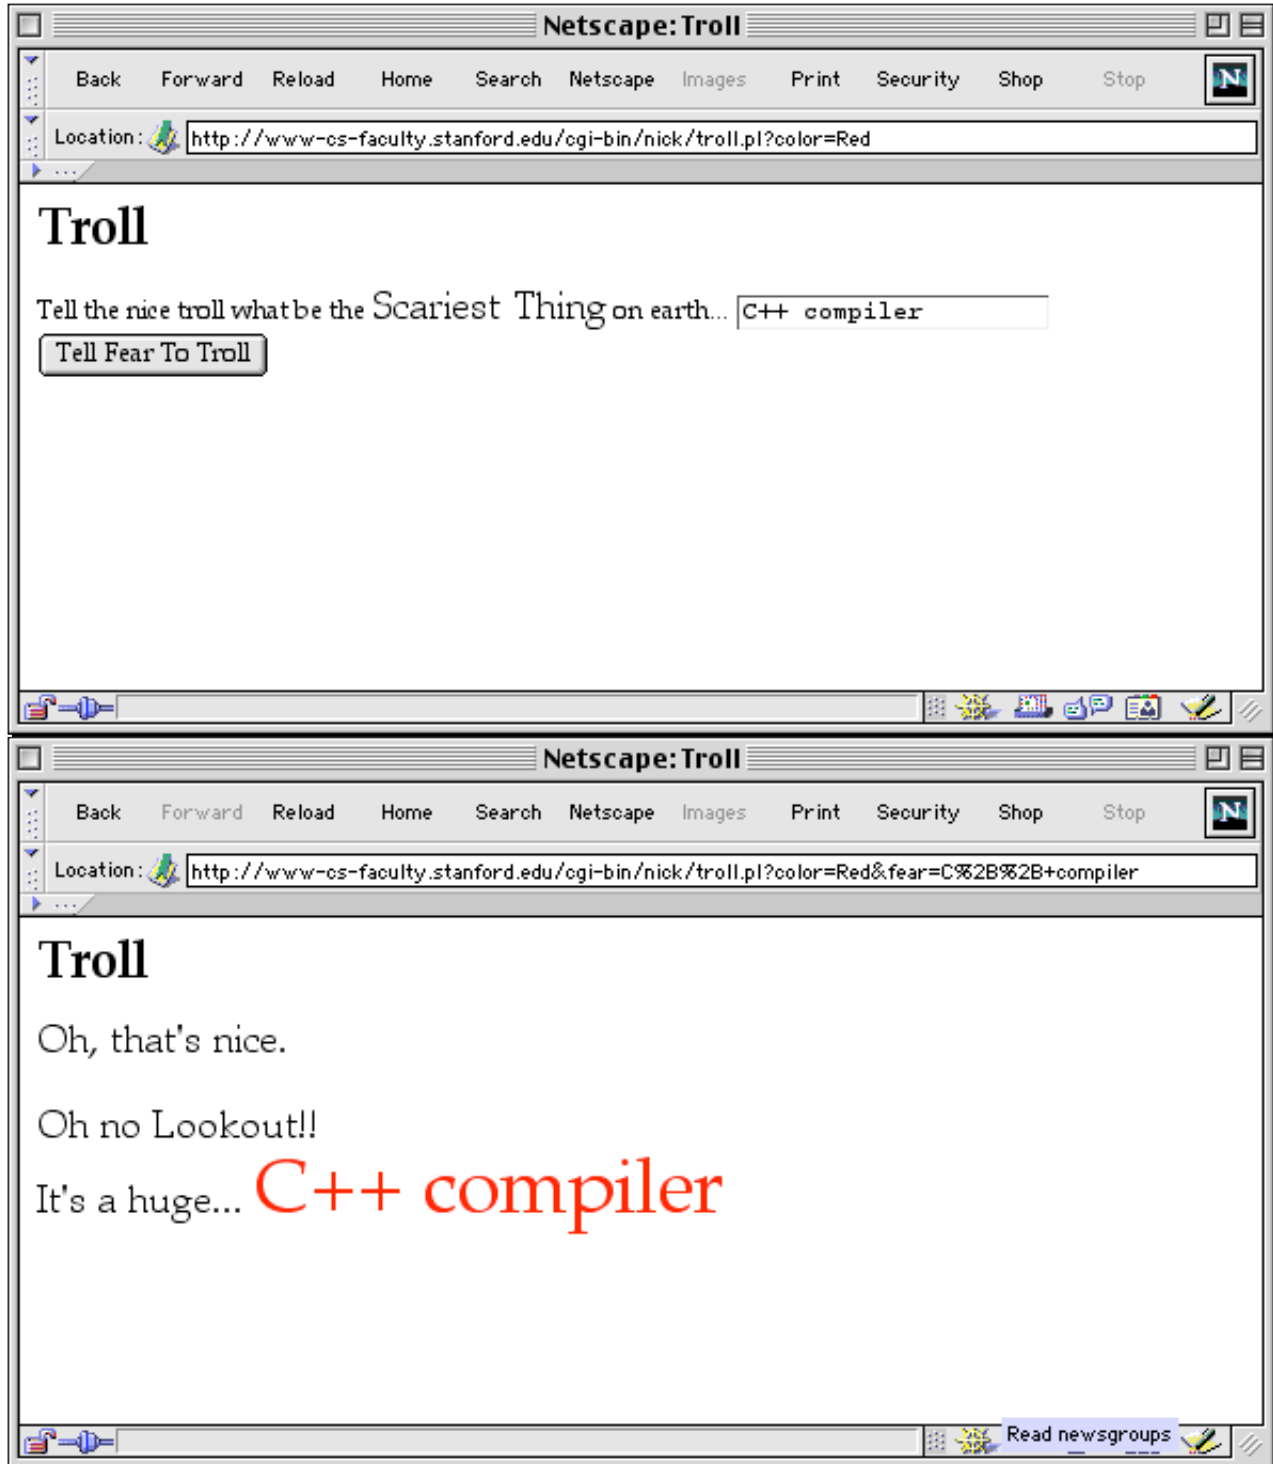 Netscape: Troll
Back Forward Reload Home Search Netscape Images Print Security Shop Stop N
Location: http://www-cs-faculty.stanford.edu/cgi-bin/nick/troll.pl?color=Red
...
Troll
Tell the nice troll what be the Scariest Thing on earth... C++ compiler
Tell Fear To Troll
Netscape: Troll
Back Forward Reload Home Search Netscape Images Print Security Shop Stop N
Location: http://www-cs-faculty.stanford.edu/cgi-bin/nick/troll.pl?color=Red&fear=C%2B%2B+compiler
...
Troll
Oh, that's nice.
Oh no Lookout!!
It's a huge... C++ compiler
Read newsgroups